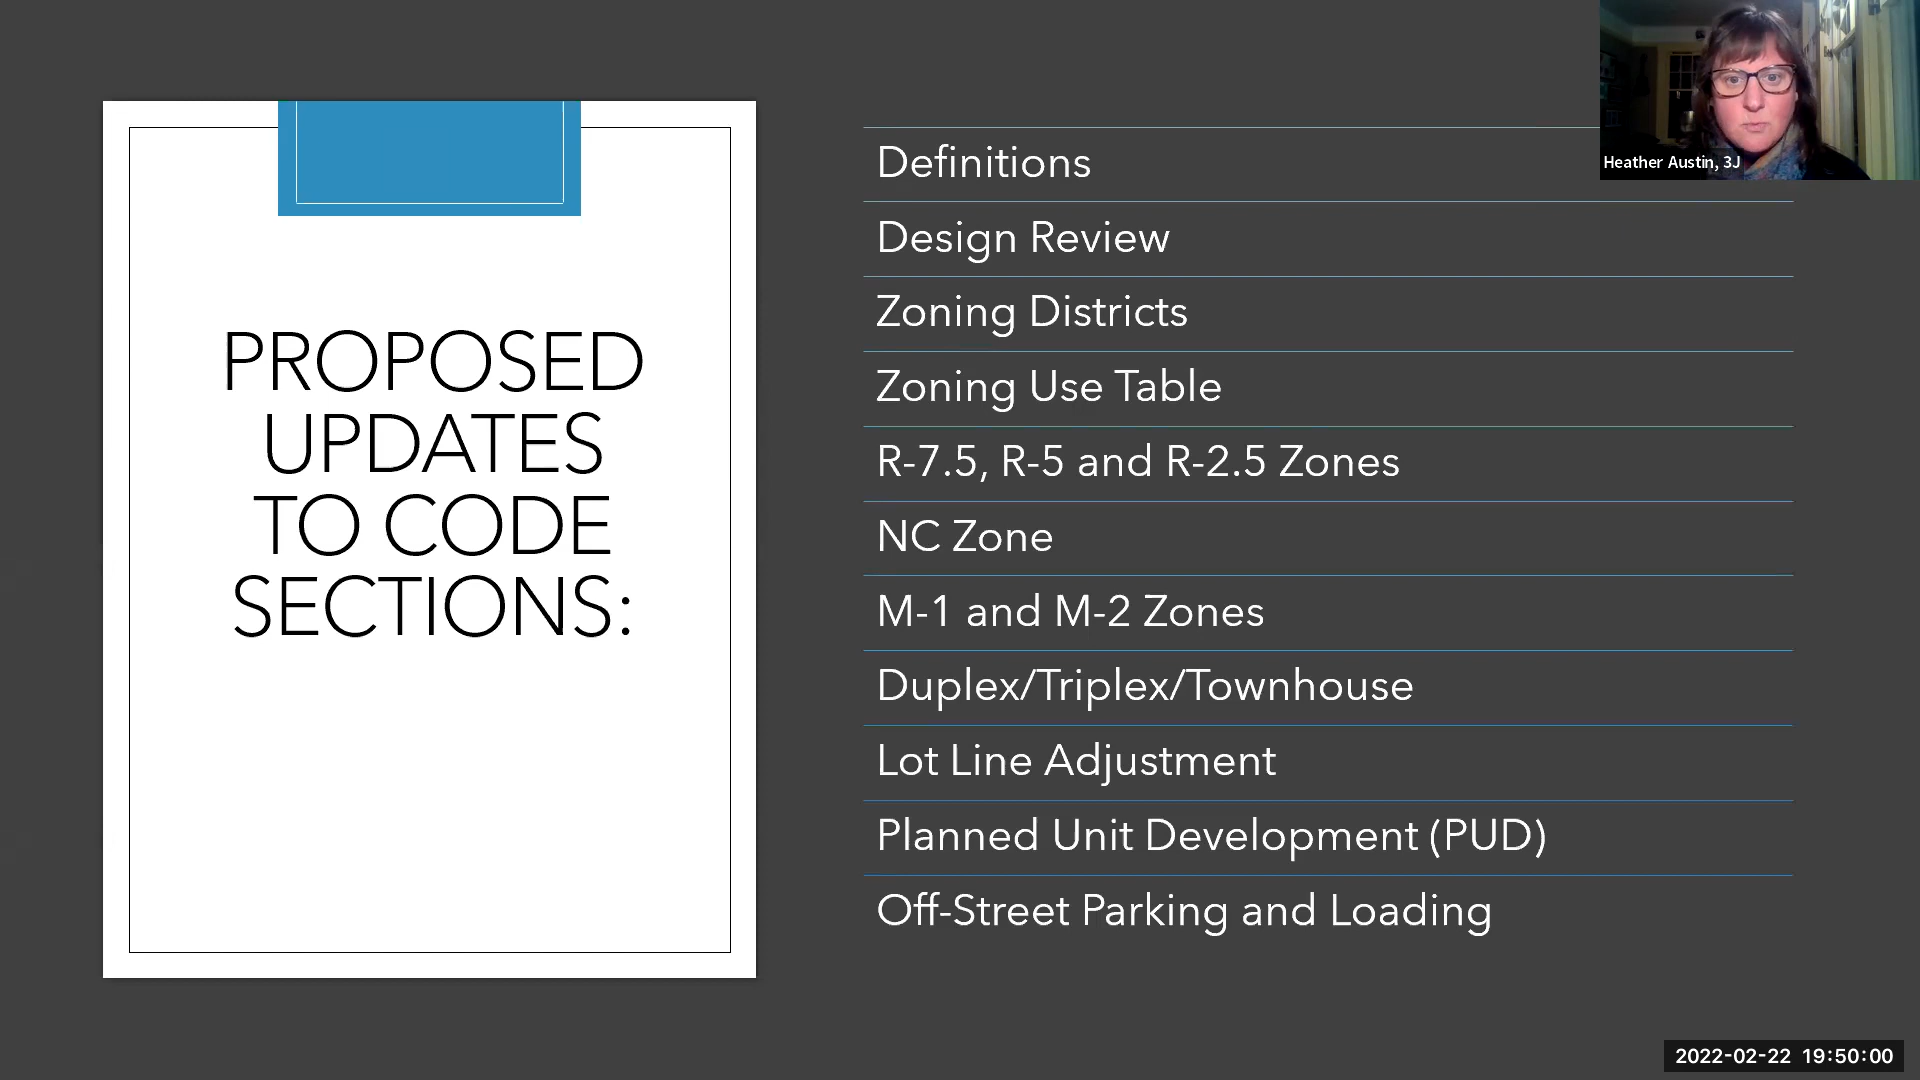 PROPOSED
UPDATES
TO CODE
SECTIONS:
Definitions
Design Review
Zoning Districts
Zoning Use Table
R-7.5, R-5 and R-2.5 Zones
NC Zone
M-1 and M-2 Zones
Duplex/Triplex/Townhouse
Lot Line Adjustment
Planned Unit Development (PUD)
Off-Street Parking and Loading
Heather Austin, 3J
2022-02-22 19:50:00